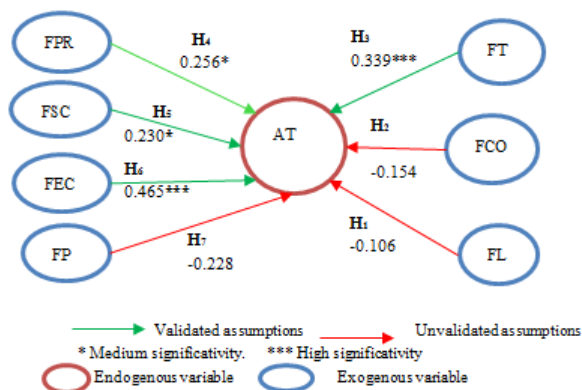 FPR
H4
0.256*
H3
0.339***
FT
FSC
H5
0.230*
AT
H2
-0.154
FCO
FEC
H6
0.465***
FP
H7
-0.228
H1
-0.106
FL
Validated assumptions
Unvalidated assumptions
* Medium significativity. *** High significativity
Endogenous variable
Exogenous variable